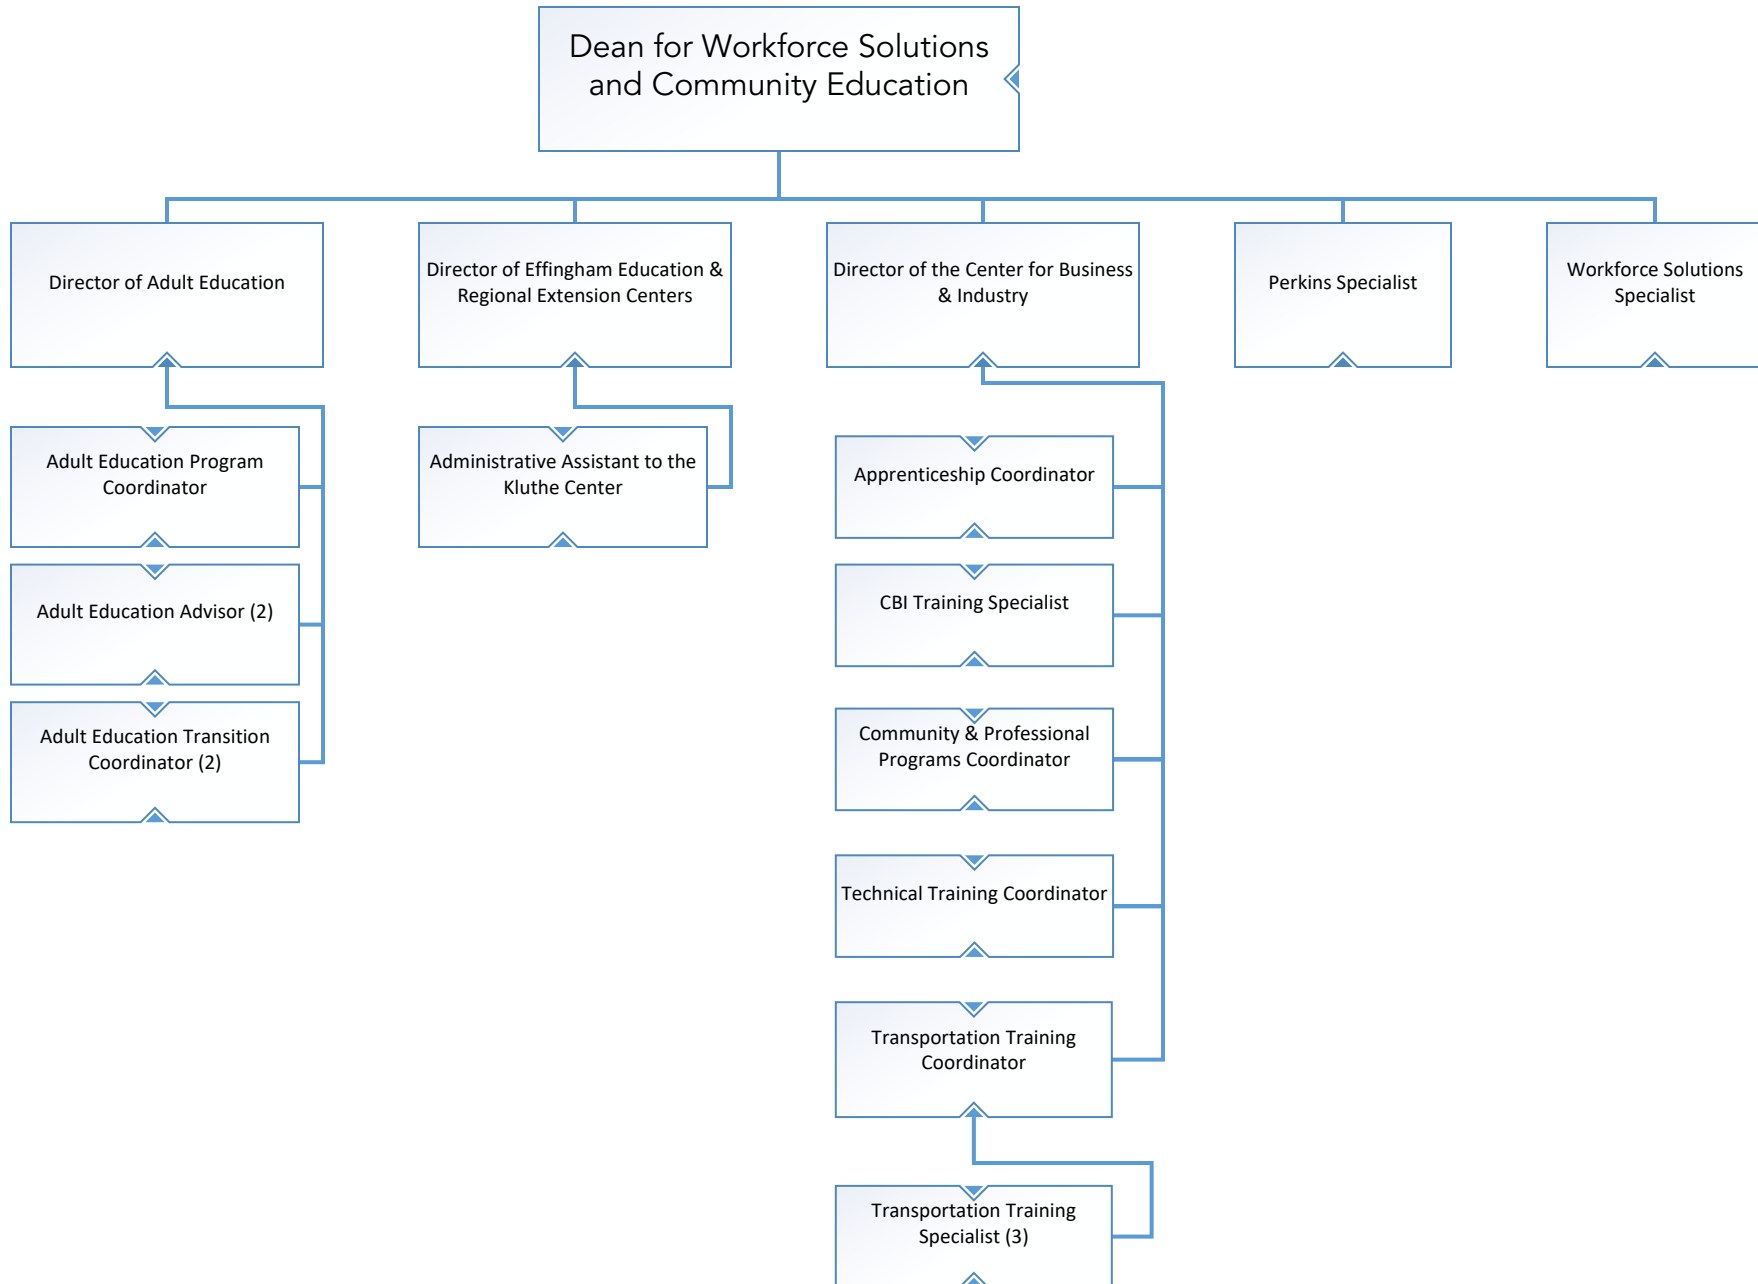 Dean for Workforce Solutions
and Community Education
Director of Adult Education
Director of Effingham Education &
Regional Extension Centers
Director of the Center for Business
& Industry
Perkins Specialist
Workforce Solutions
Specialist
Adult Education Program
Coordinator
Adult Education Advisor (2)
Adult Education Transition
Coordinator (2)
Administrative Assistant to the
Kluthe Center
Apprenticeship Coordinator
CBI Training Specialist
Community & Professional
Programs Coordinator
Technical Training Coordinator
Transportation Training
Coordinator
Transportation Training
Specialist (3)